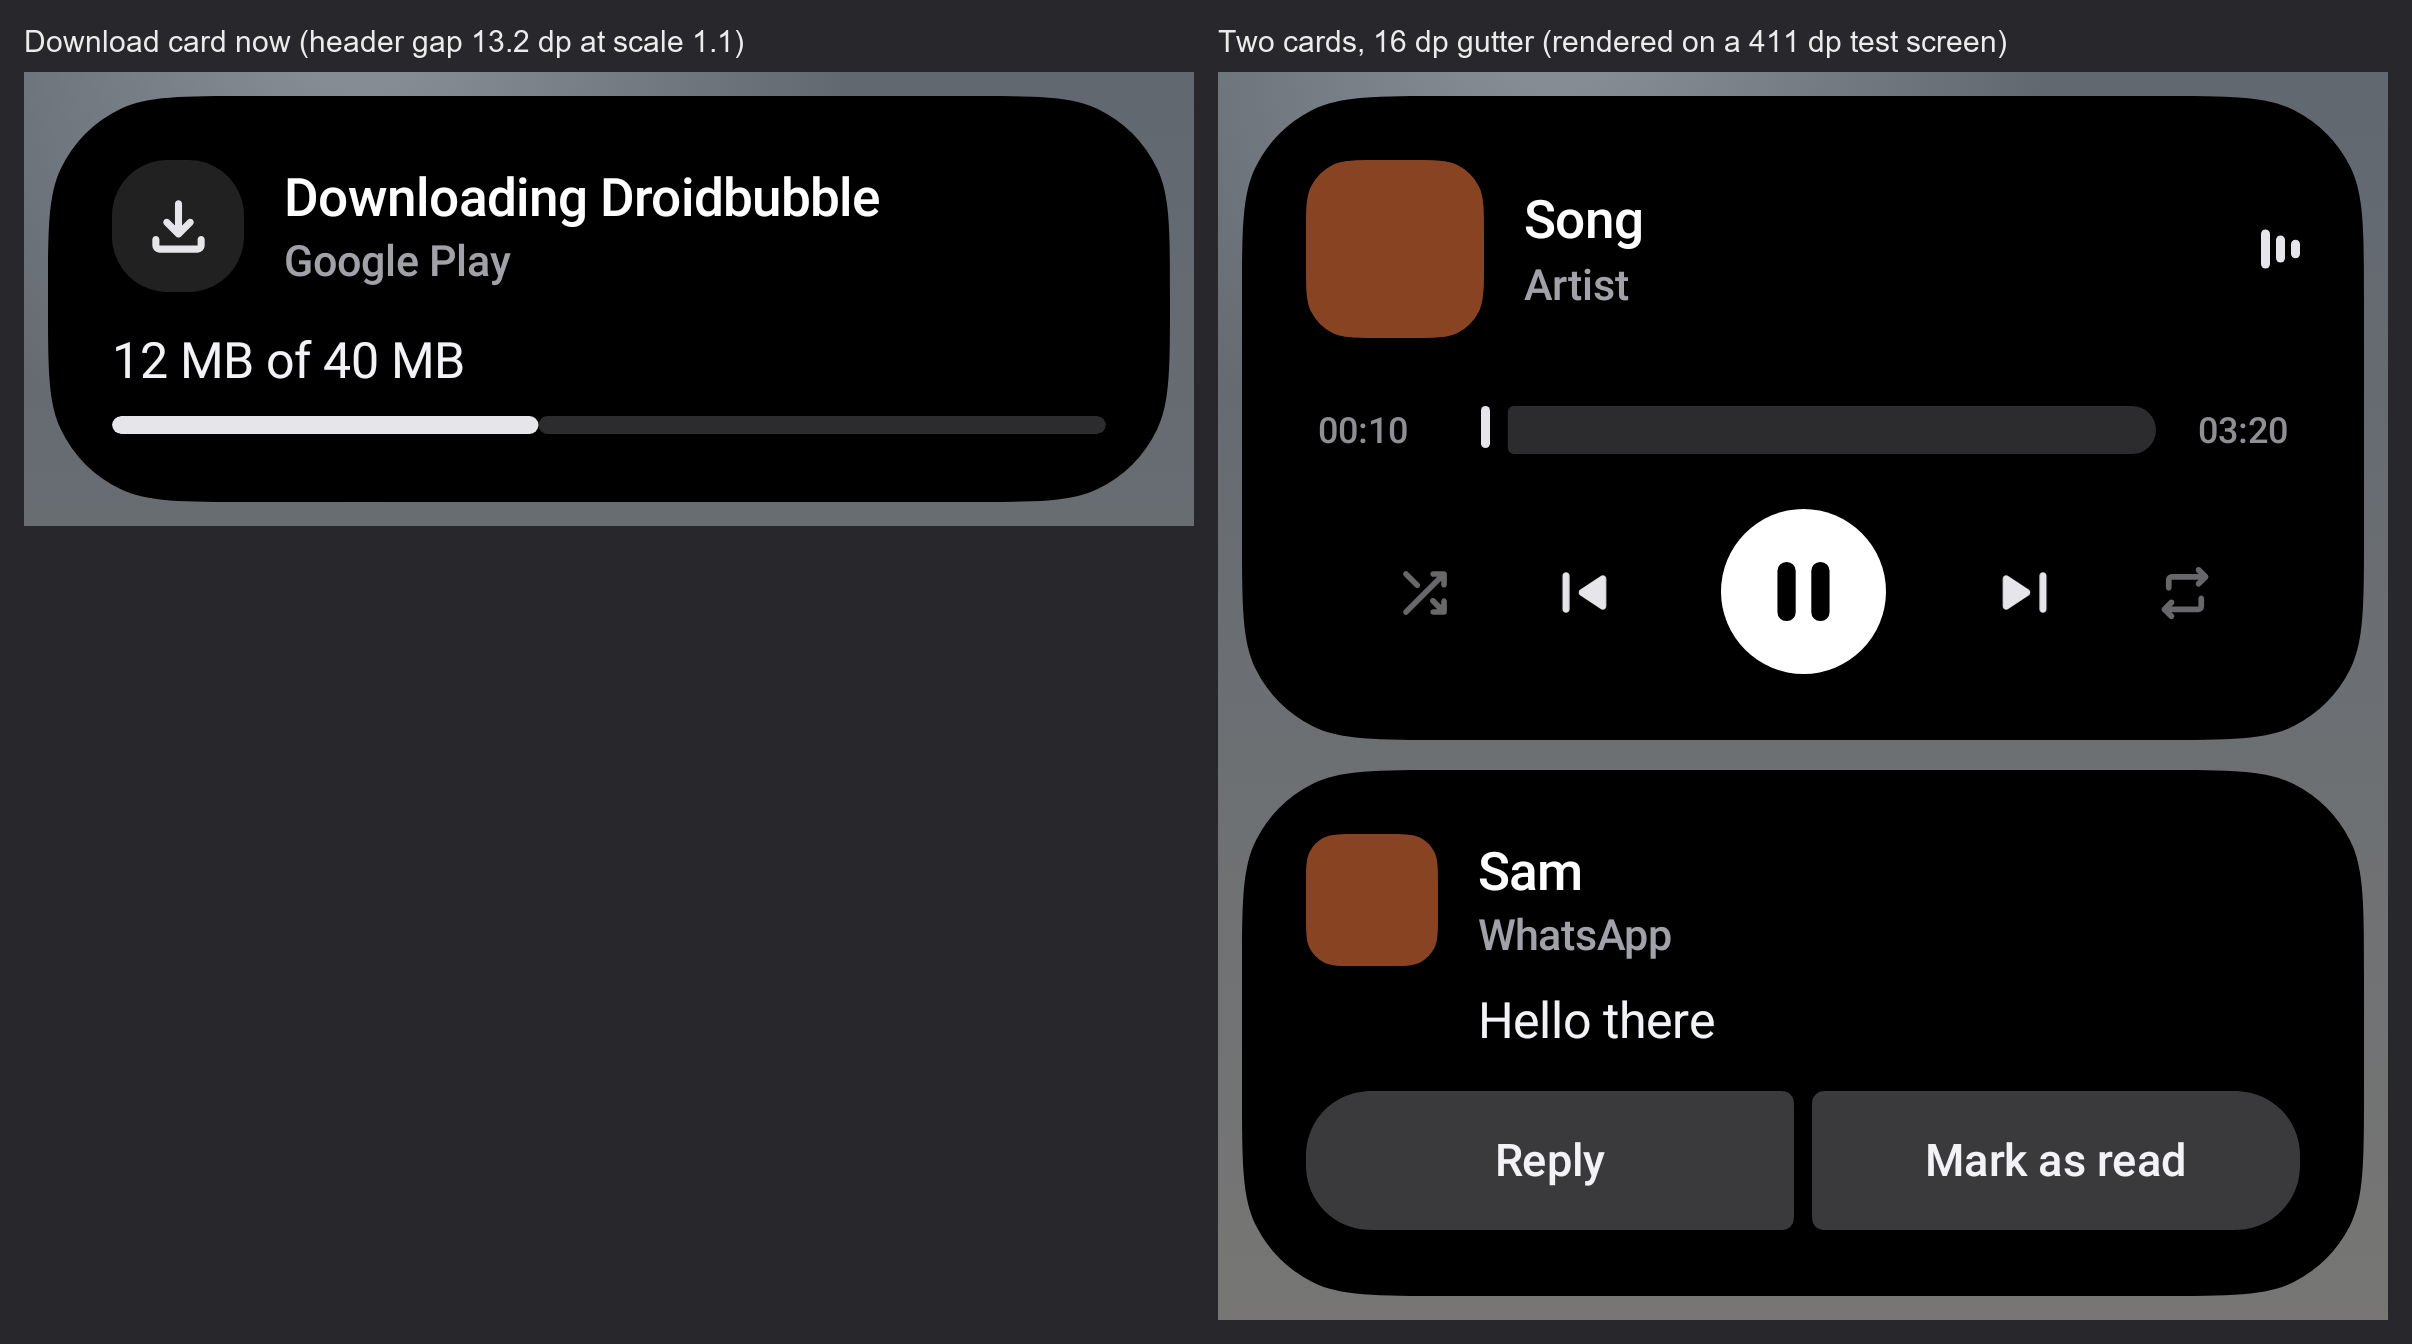 Download card now (header gap 13.2 dp at scale 1.1)
Downloading Droidbubble
Google Play
12 MB of 40 MB
Two cards, 16 dp gutter (rendered on a 411 dp test screen)
Song
Artist
00:10 03:20
Sam
WhatsApp
Hello there
Reply Mark as read